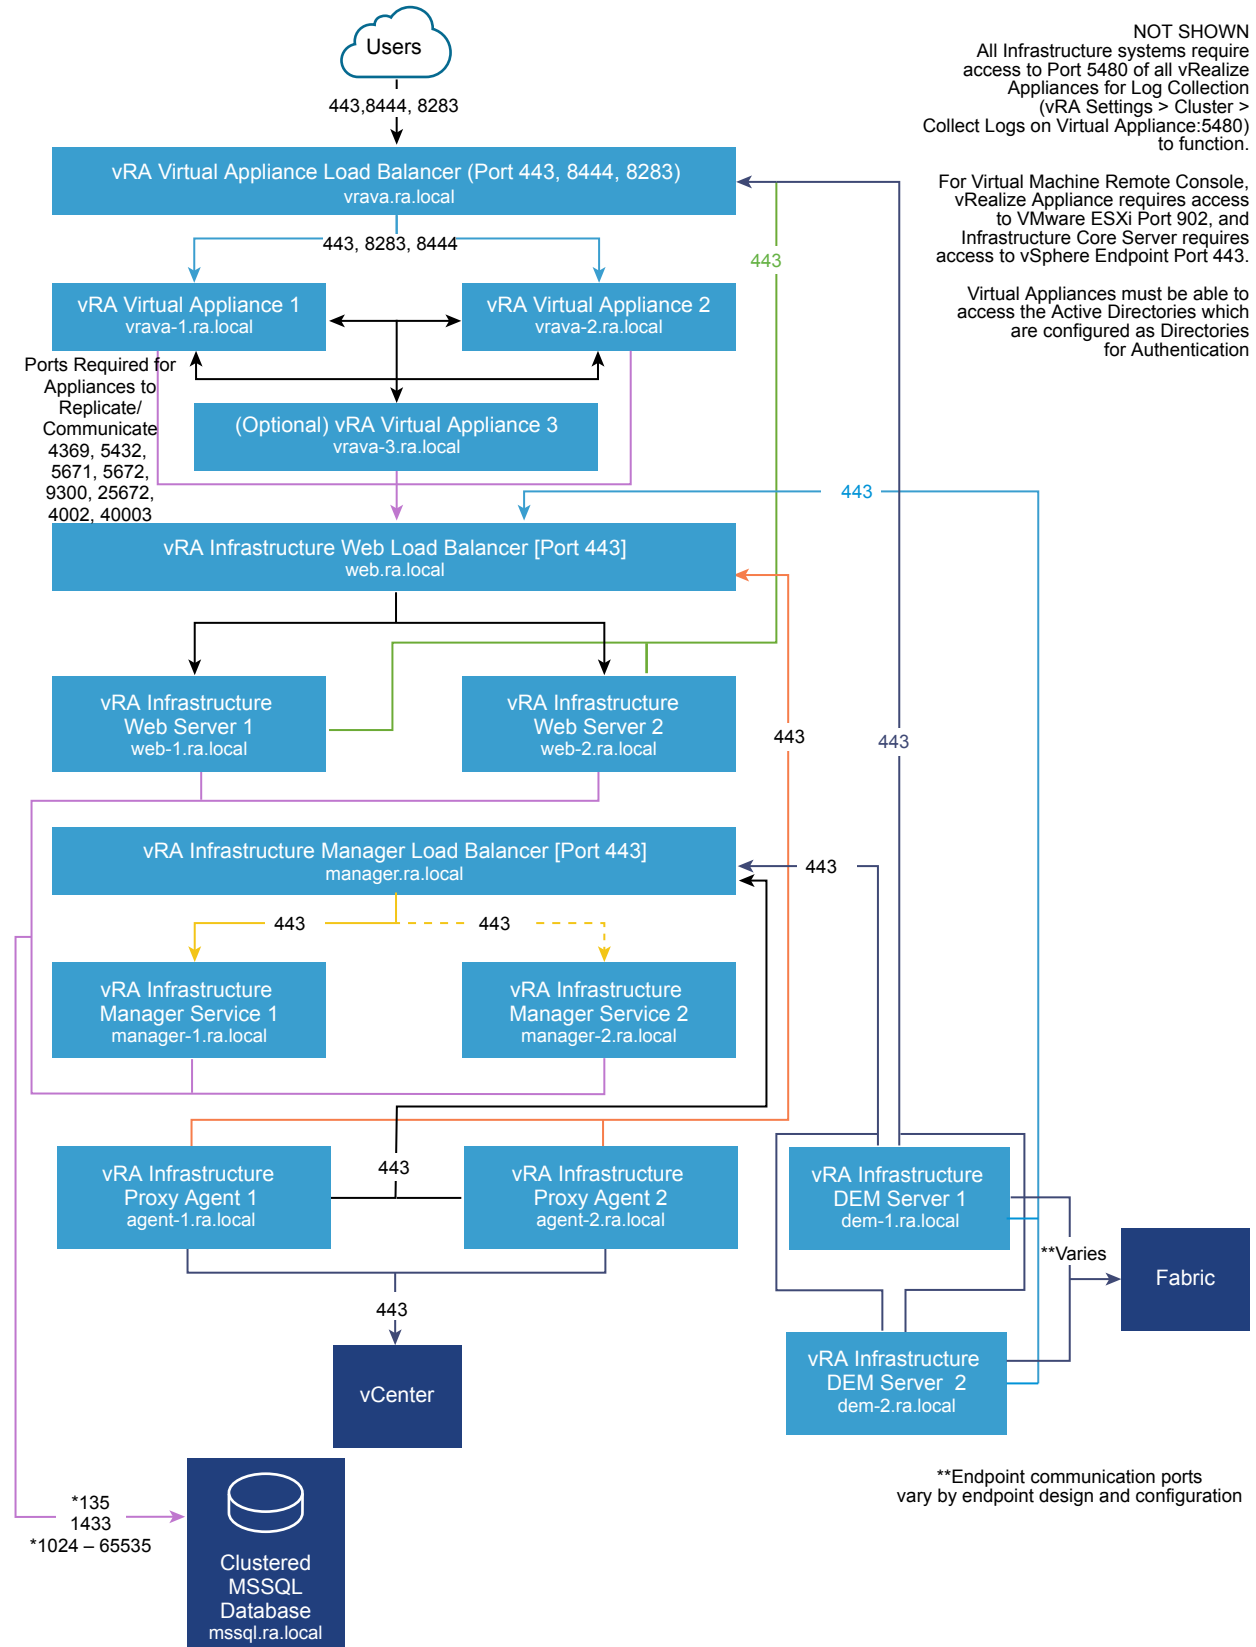 Users
443,8444, 8283
NOT SHOWN
All Infrastructure systems require
access to Port 5480 of all vRealize
Appliances for Log Collection
(vRA Settings > Cluster >
Collect Logs on Virtual Appliance:5480)
to function.
For Virtual Machine Remote Console,
vRealize Appliance requires access
to VMware ESXi Port 902, and
Infrastructure Core Server requires
access to vSphere Endpoint Port 443.
Virtual Appliances must be able to
access the Active Directories which
are configured as Directories
for Authentication
vRA Virtual Appliance Load Balancer (Port 443, 8444, 8283)
vrava.ra.local
443, 8283, 8444
443
vRA Virtual Appliance 1
vrava-1.ra.local
vRA Virtual Appliance 2
vrava-2.ra.local
Ports Required for
Appliances to
Replicate/
Communicate
4369, 5432,
5671, 5672,
9300, 25672,
4002, 40003
(Optional) vRA Virtual Appliance 3
vrava-3.ra.local
443
vRA Infrastructure Web Load Balancer [Port 443]
web.ra.local
vRA Infrastructure
Web Server 1
web-1.ra.local
vRA Infrastructure
Web Server 2
web-2.ra.local
443
443
vRA Infrastructure Manager Load Balancer [Port 443]
manager.ra.local
443
443
443
vRA Infrastructure
Manager Service 1
manager-1.ra.local
vRA Infrastructure
Manager Service 2
manager-2.ra.local
vRA Infrastructure
Proxy Agent 1
agent-1.ra.local
443
vRA Infrastructure
Proxy Agent 2
agent-2.ra.local
vRA Infrastructure
DEM Server 1
dem-1.ra.local
**Varies
Fabric
443
vCenter
vRA Infrastructure
DEM Server  2
dem-2.ra.local
**Endpoint communication ports
vary by endpoint design and configuration
*135
1433
*1024 – 65535
Clustered
MSSQL
Database
mssql.ra.local